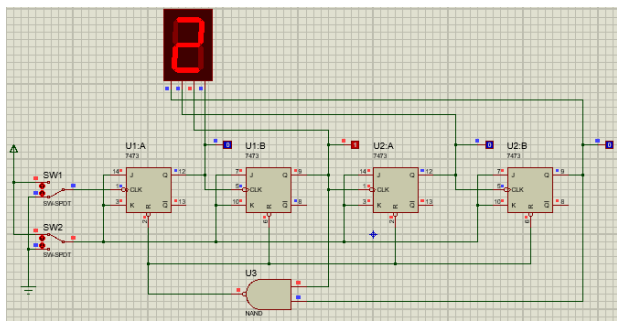 2
U1:A
7473
U1:B
7473
U2:A
7473
U2:B
7473
0
1
0
0
SW1
SW-SPDT
SW2
SW-SPDT
14 J Q 12
1 CLK
3 K Q 13
R
2
7 J Q 9
5 CLK
10 K Q 8
R
6
14 J Q 12
1 CLK
3 K Q 13
R
2
7 J Q 9
5 CLK
10 K Q 8
R
6
U3
NAND